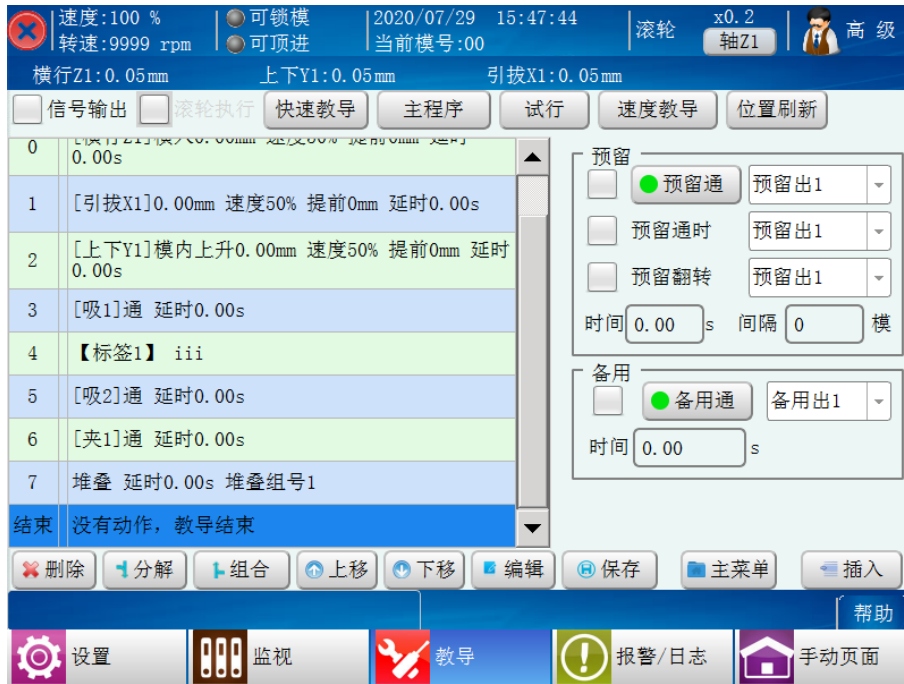 速度:100 % 可锁模 2020/07/29 15:47:44 滚轮 x0.2 高 级
转速:9999 rpm 可顶进 当前模号:00 轴Z1
横行Z1:0.05mm 上下Y1:0.05mm 引拔X1:0.05mm
信号输出 滚轮执行 快速教导 主程序 试行 速度教导 位置刷新
0
0.00s
1 [引拔X1]0.00mm 速度50% 提前0mm 延时0.00s
2 [上下Y1]模内上升0.00mm 速度50% 提前0mm 延时
0.00s
3 [吸1]通 延时0.00s
4 【标签1】 iii
5 [吸2]通 延时0.00s
6 [夹1]通 延时0.00s
7 堆叠 延时0.00s 堆叠组号1
结束 没有动作，教导结束
预留
预留通 预留出1
预留通时 预留出1
预留翻转 预留出1
时间 0.00 s 间隔 0 模
备用
备用通 备用出1
时间 0.00 s
删除 分解 组合 上移 下移 编辑 保存 主菜单 插入
帮助
设置 监视 教导 报警/日志 手动页面